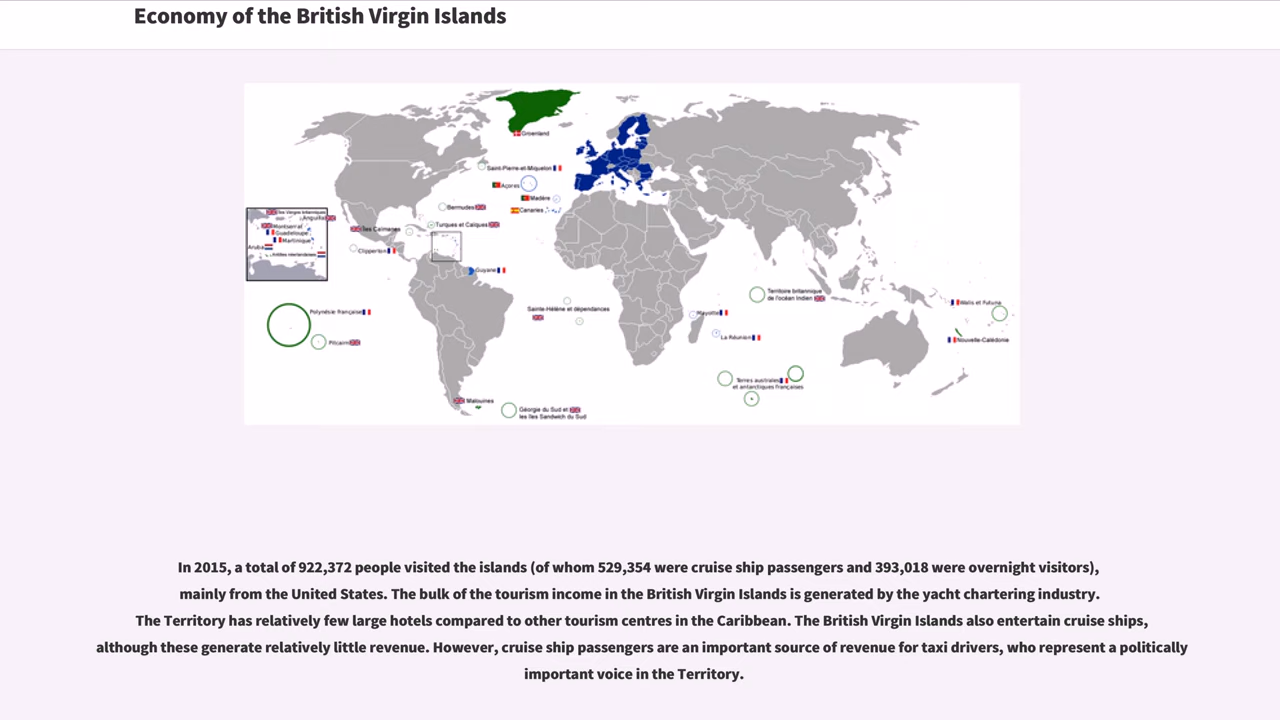 Economy of the British Virgin Islands
Groenland
Saint-Pierre-et-Miquelon
Açores
Madère
Canaries
Bermudes
Îles Vierges britanniques
Anguilla
Montserrat
Guadeloupe
Martinique
Aruba
Antilles néerlandaises
Îles Caïmanes
Turques et Caïques
Clipperton
Guyane
Territoire britannique
de l'océan Indien
Wallis et Futuna
Polynésie française
Sainte-Hélène et dépendances
Mayotte
Pitcairn
La Réunion
Nouvelle-Calédonie
Terres australes
et antarctiques Françaises
Malouines
Géorgie du Sud et
les îles Sandwich du Sud
In 2015, a total of 922,372 people visited the islands (of whom 529,354 were cruise ship passengers and 393,018 were overnight visitors),
mainly from the United States. The bulk of the tourism income in the British Virgin Islands is generated by the yacht chartering industry.
The Territory has relatively few large hotels compared to other tourism centres in the Caribbean. The British Virgin Islands also entertain cruise ships,
although these generate relatively little revenue. However, cruise ship passengers are an important source of revenue for taxi drivers, who represent a politically
important voice in the Territory.